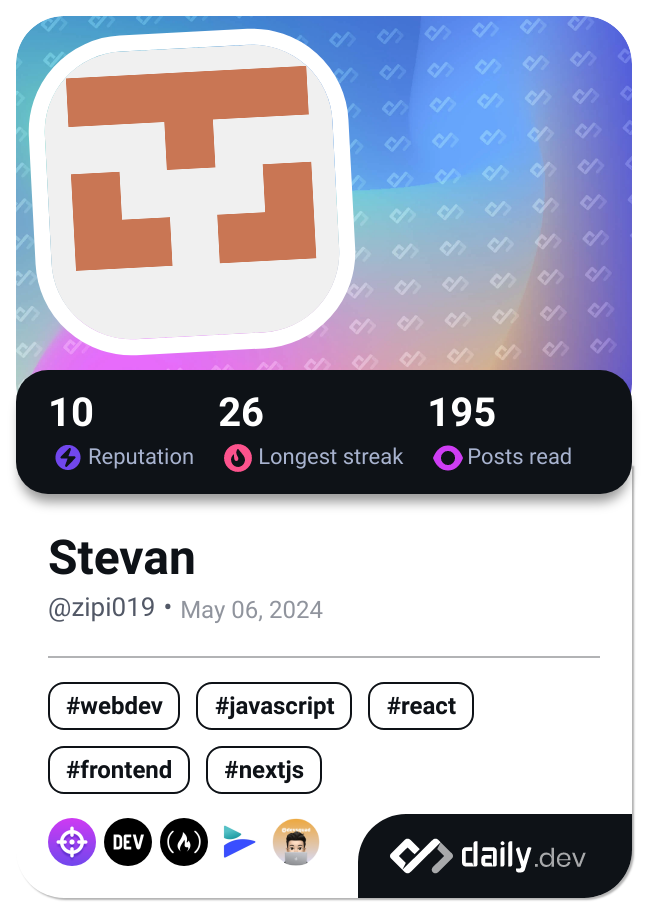 10 26 195
Reputation Longest streak Posts read
Stevan
@zipi019 • May 06, 2024
#webdev #javascript #react
#frontend #nextjs
DEV
daily.dev